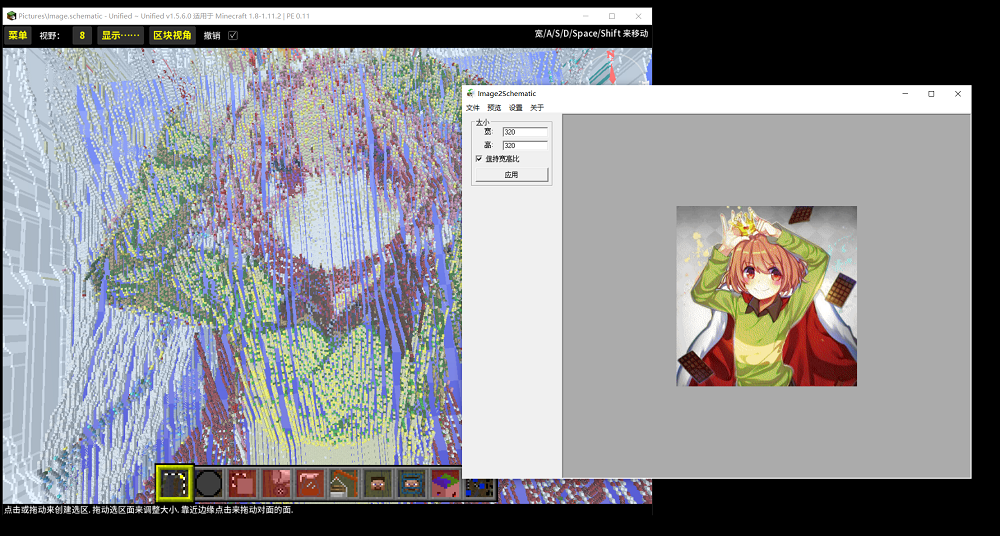 Pictures\Image.schematic - Unified ~ Unified v1.5.6.0 适用于 Minecraft 1.8-1.11.2 | PE 0.11
菜单 视野: 8 显示…… 区块视角 撤销
宽/A/S/D/Space/Shift 来移动
Image2Schematic
文件 预览 设置 关于
大小
宽: 320
高: 320
维持宽高比
应用
点击或拖动来创建选区. 拖动选区面来调整大小. 靠近边缘点击来拖动对面的面.